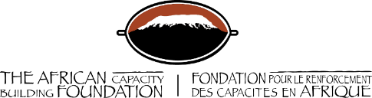 THE AFRICAN CAPACITY
BUILDING FOUNDATION
FONDATION POUR LE RENFORCEMENT
DES CAPACITES EN AFRIQUE